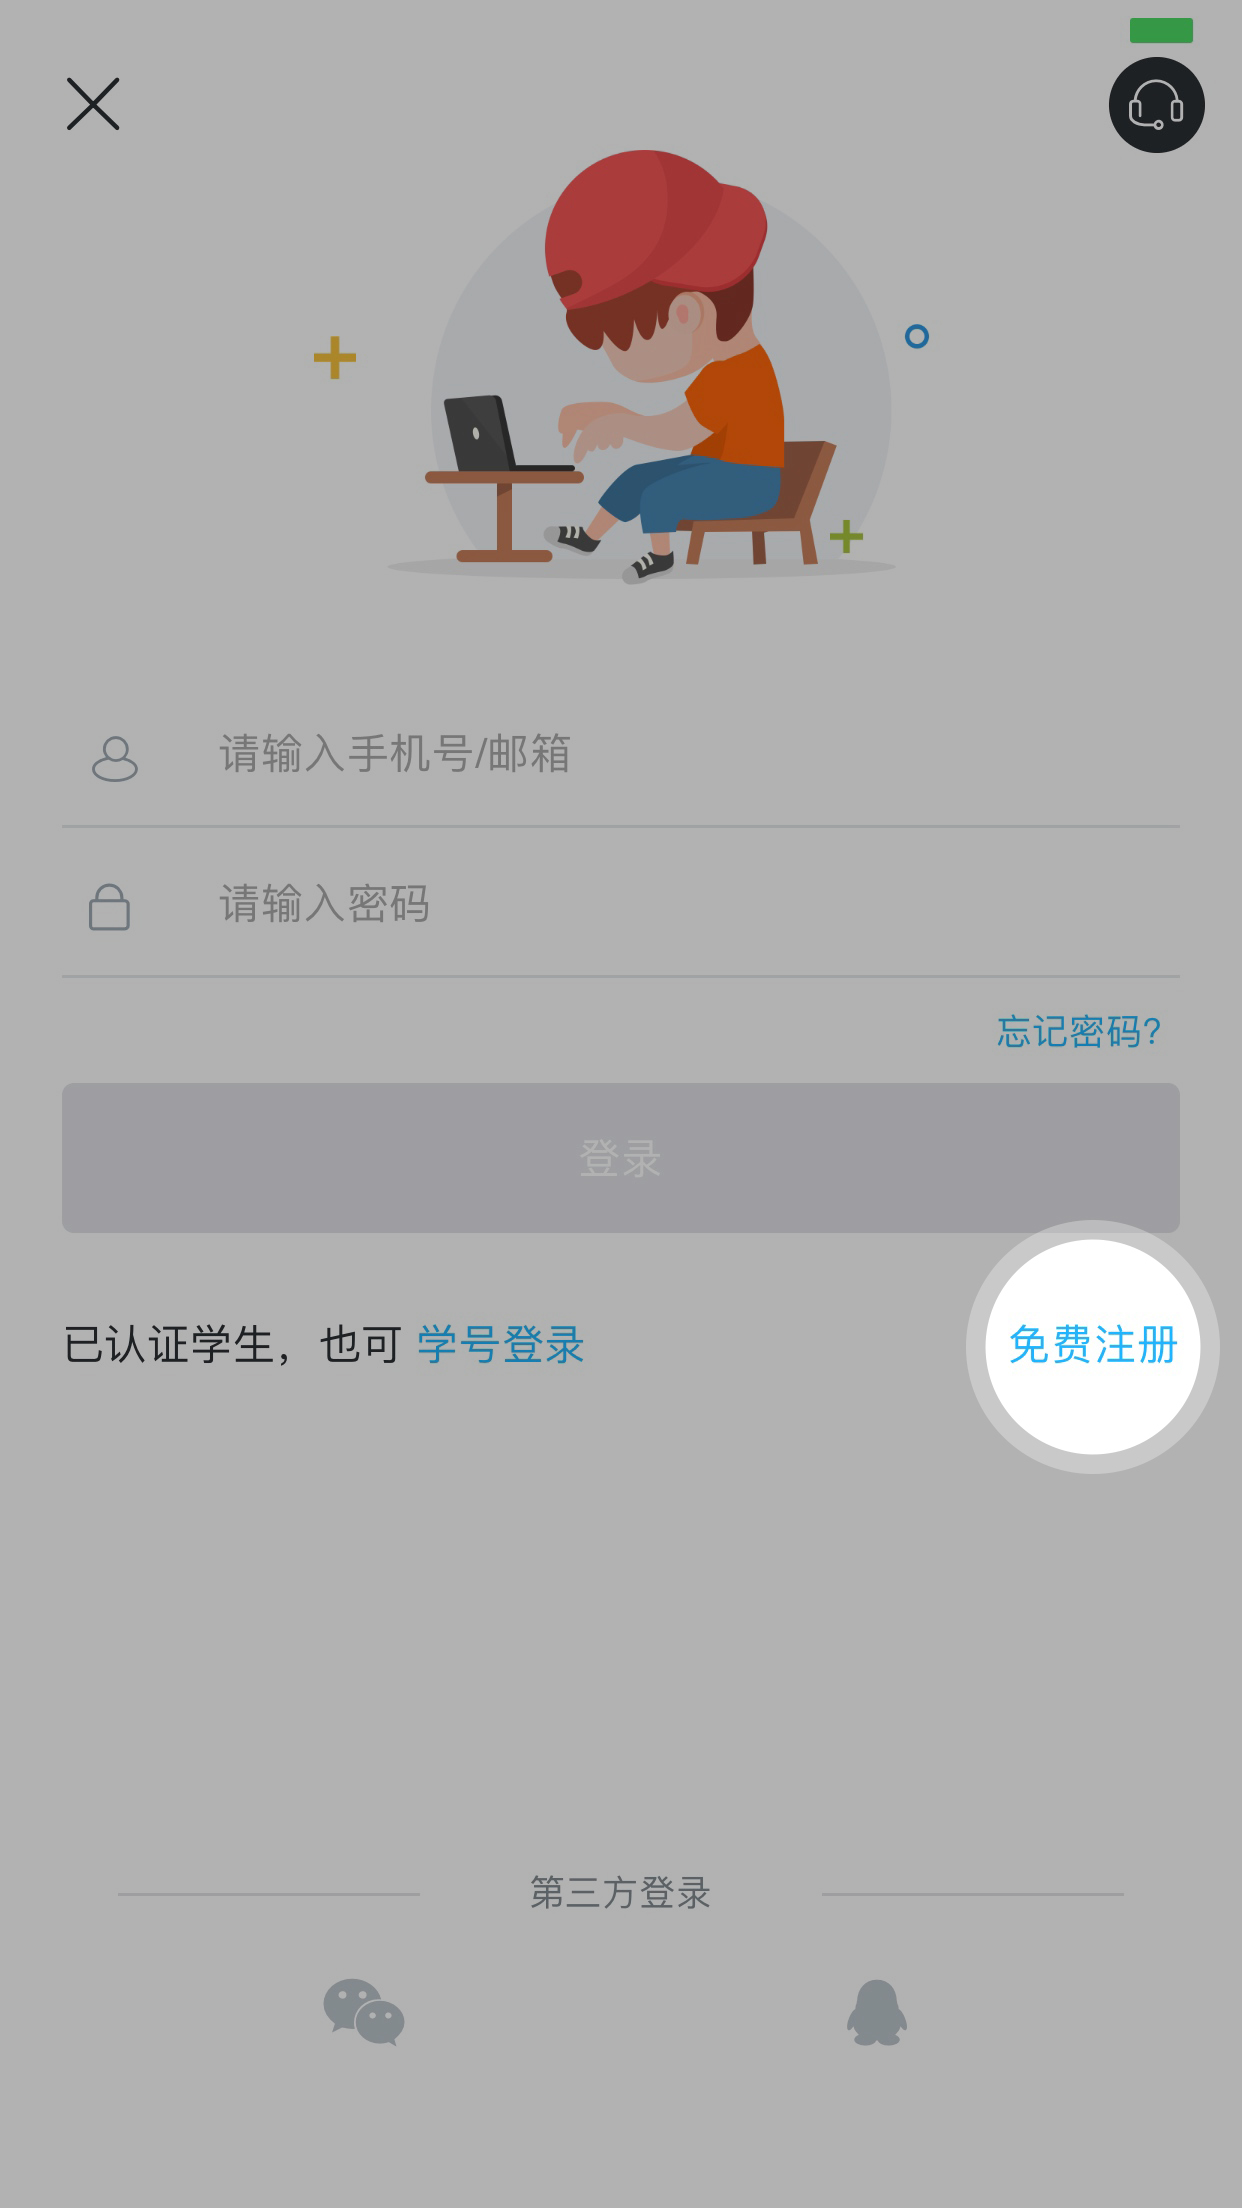 请输入手机号/邮箱
请输入密码
忘记密码?
登录
已认证学生，也可 学号登录
免费注册
第三方登录